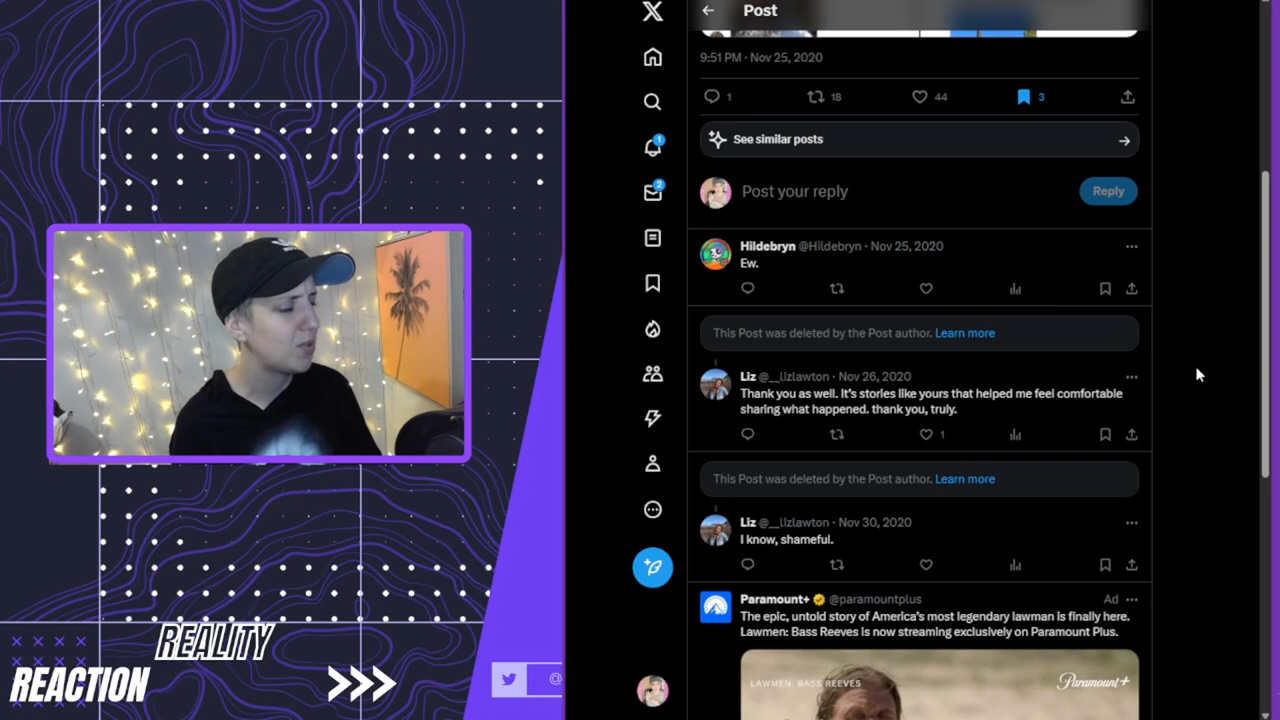 Post
9:51 PM · Nov 25, 2020
1 18 44 3
See similar posts
Post your reply
Reply
Hildebryn @Hildebryn · Nov 25, 2020
Ew.
This Post was deleted by the Post author. Learn more
Liz @__lizlawton · Nov 26, 2020
Thank you as well. It's stories like yours that helped me feel comfortable
sharing what happened. thank you, truly.
1
This Post was deleted by the Post author. Learn more
Liz @__lizlawton · Nov 30, 2020
I know, shameful.
Paramount+ @paramountplus Ad
The epic, untold story of America's most legendary lawman is finally here.
Lawmen: Bass Reeves is now streaming exclusively on Paramount Plus.
LAWMEN: BASS REEVES
Paramount+
1
2
REALITY
REACTION
@